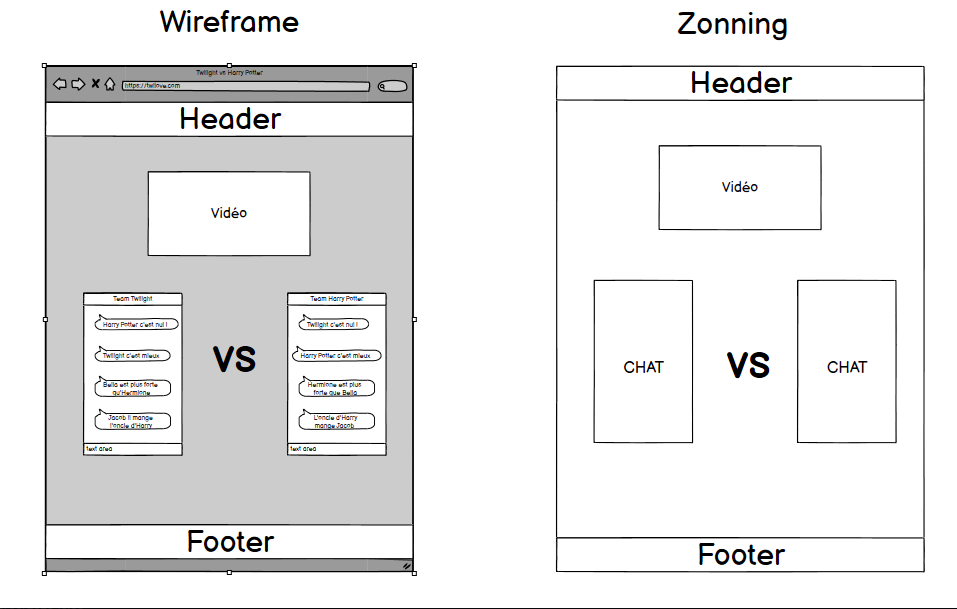 Wireframe
Zonning
Twilight vs Harry Potter
https://twilove.com
Header
Vidéo
Team Twilight
Harry Potter c'est nul !
Twilight c'est mieux
Bella est plus forte
qu'Hermione
Jacob il mange
l'oncle d'Harry
text area
VS
Team Harry Potter
Twilight c'est nul !
Harry Potter c'est mieux
Hermione est plus
forte que Bella
L'oncle d'Harry
mange Jacob
text area
Footer
Header
Vidéo
CHAT
VS
CHAT
Footer